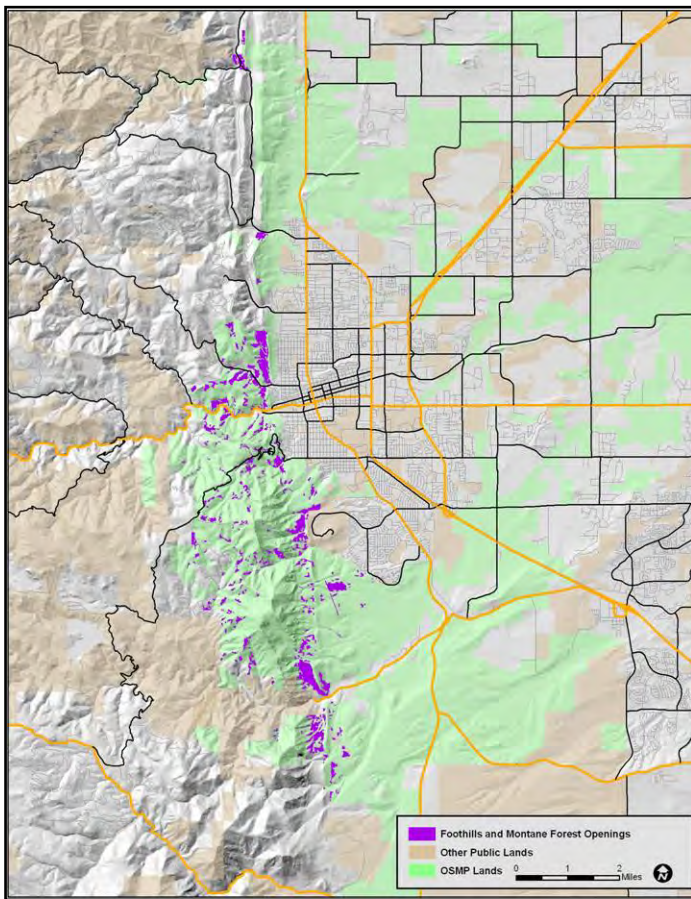 Foothills and Montane Forest Openings
Other Public Lands
OSMP Lands
0 1 2
Miles
N